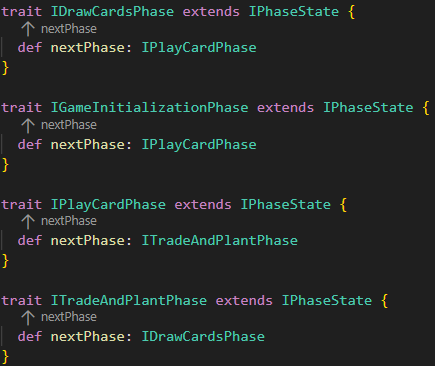 trait IDrawCardsPhase extends IPhaseState {
↑ nextPhase
def nextPhase: IPlayCardPhase
}
trait IGameInitializationPhase extends IPhaseState {
↑ nextPhase
def nextPhase: IPlayCardPhase
}
trait IPlayCardPhase extends IPhaseState {
↑ nextPhase
def nextPhase: ITradeAndPlantPhase
}
trait ITradeAndPlantPhase extends IPhaseState {
↑ nextPhase
def nextPhase: IDrawCardsPhase
}